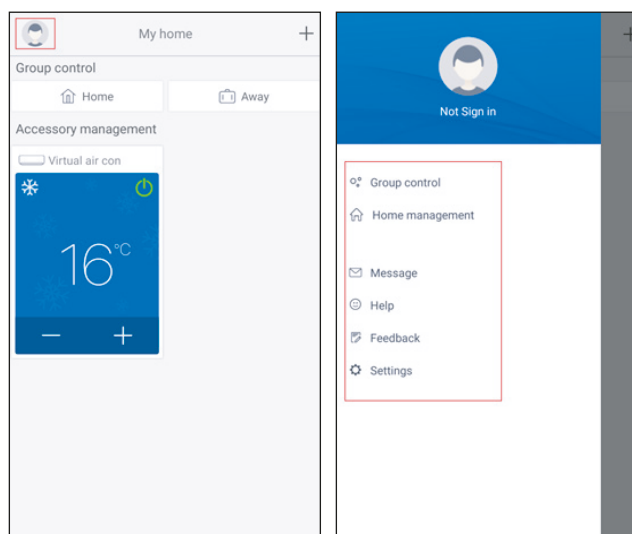 My home
Group control
Home
Away
Accessory management
Virtual air con
16°C
Not Sign in
Group control
Home management
Message
Help
Feedback
Settings